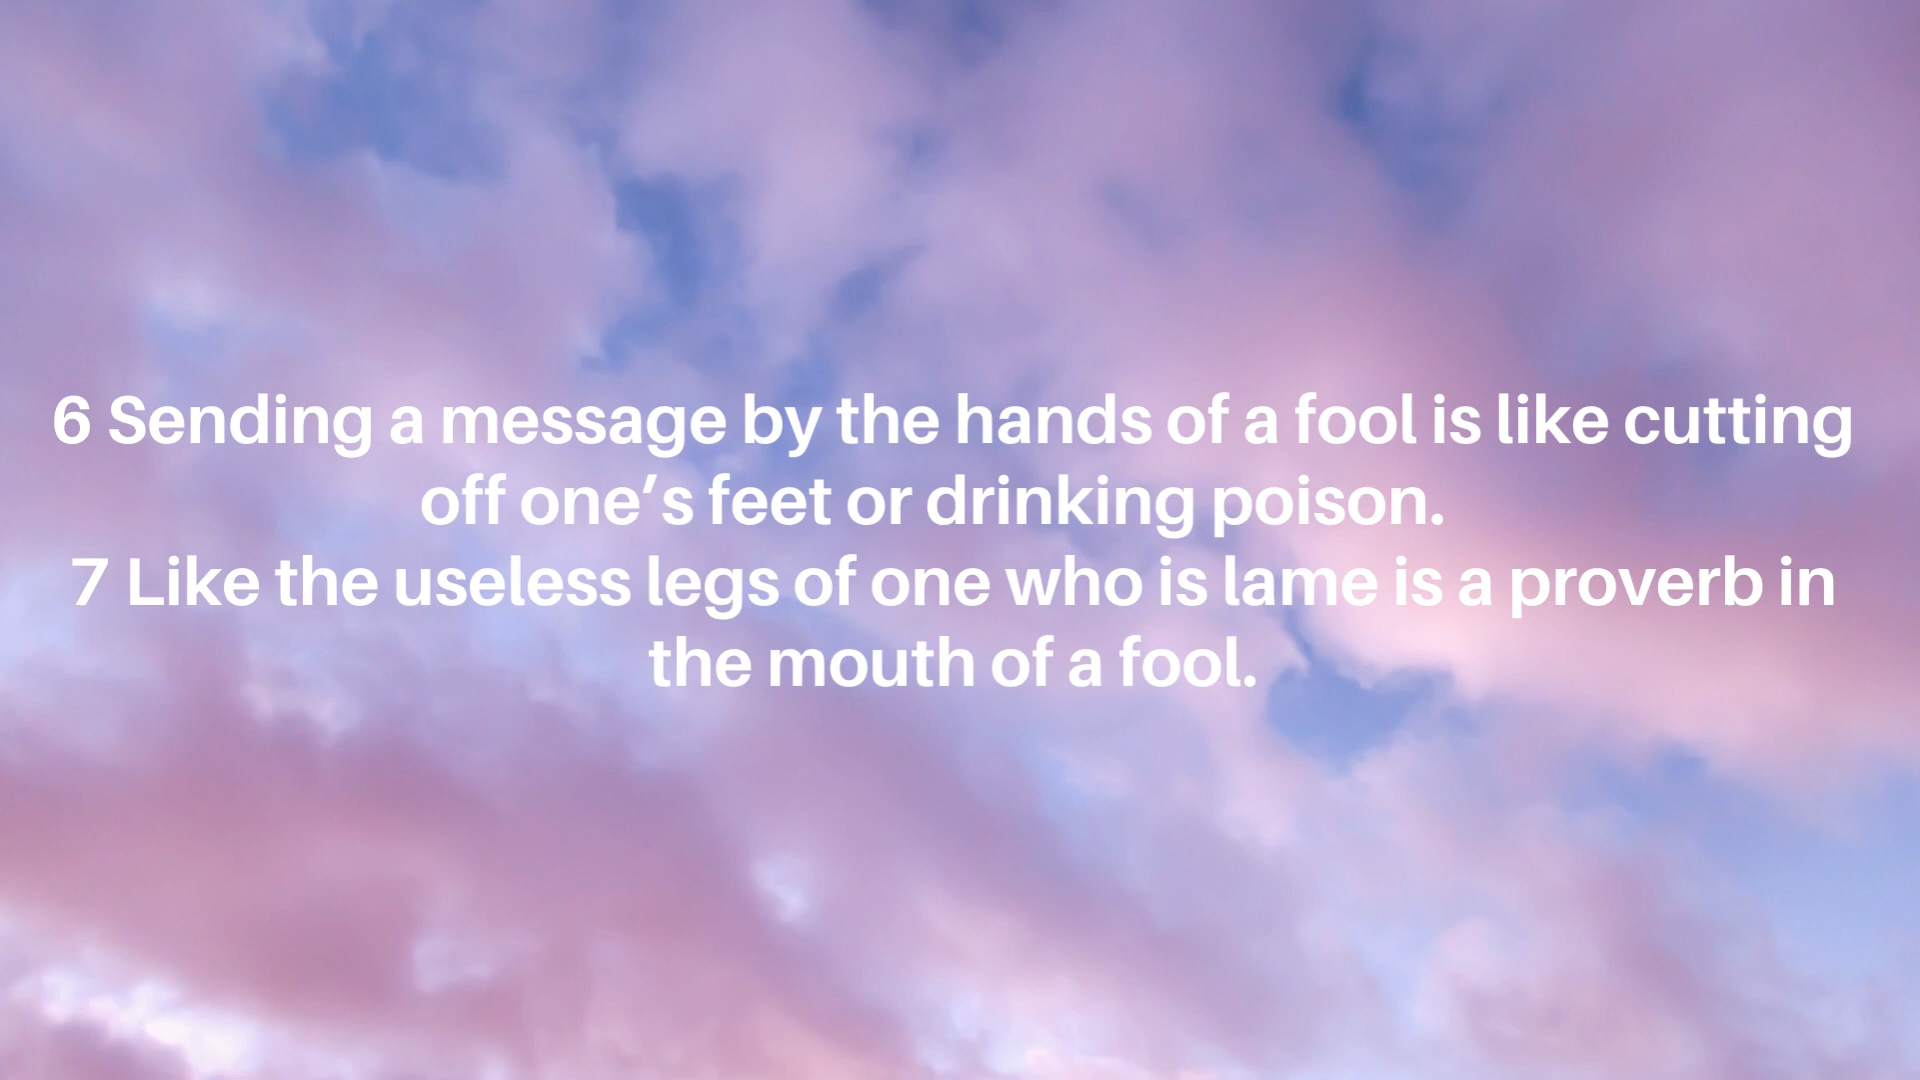 6 Sending a message by the hands of a fool is like cutting
off one’s feet or drinking poison.
7 Like the useless legs of one who is lame is a proverb in
the mouth of a fool.